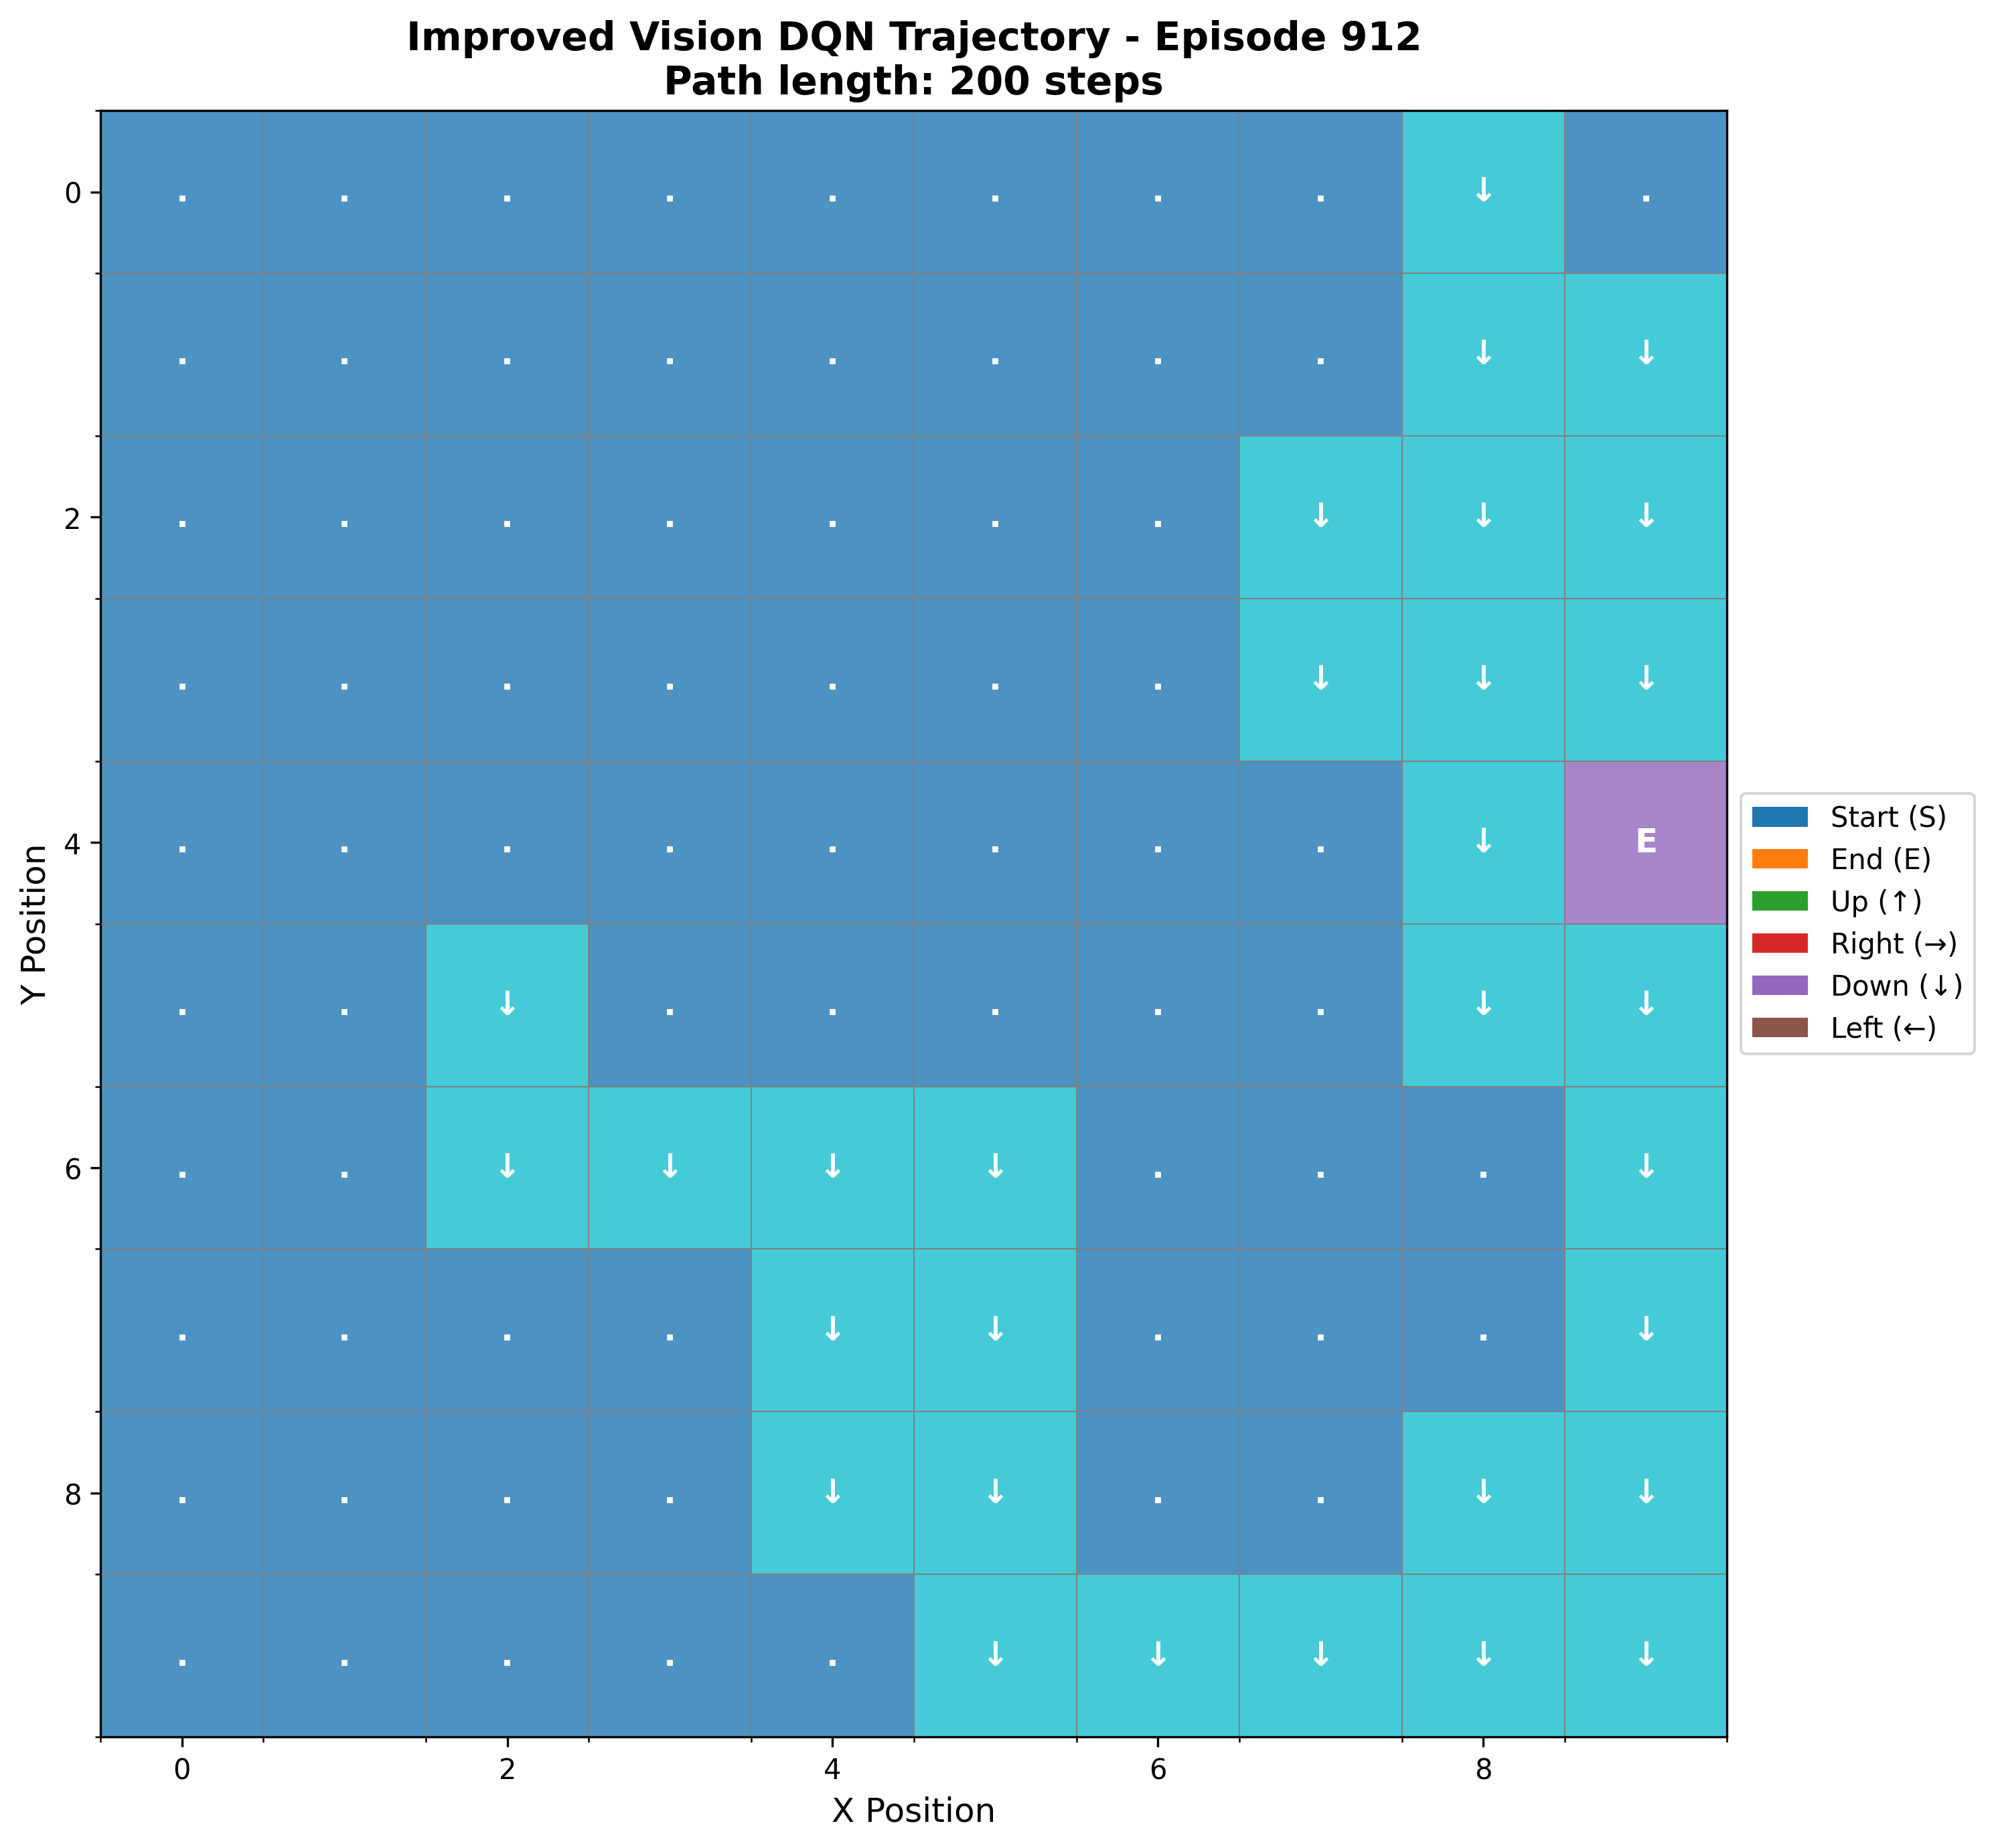 Improved Vision DQN Trajectory - Episode 912
Path length: 200 steps
0 . . . . . . . . ↓ .
. . . . . . . . ↓ ↓
2 . . . . . . . ↓ ↓ ↓
. . . . . . . ↓ ↓ ↓
4 . . . . . . . . ↓ E
. . ↓ . . . . . ↓ ↓
6 . . ↓ ↓ ↓ ↓ . . . ↓
. . . . ↓ ↓ . . . ↓
8 . . . . ↓ ↓ . . ↓ ↓
. . . . . ↓ ↓ ↓ ↓ ↓
0 2 4 6 8
X Position
Y Position
Start (S)
End (E)
Up (↑)
Right (→)
Down (↓)
Left (←)